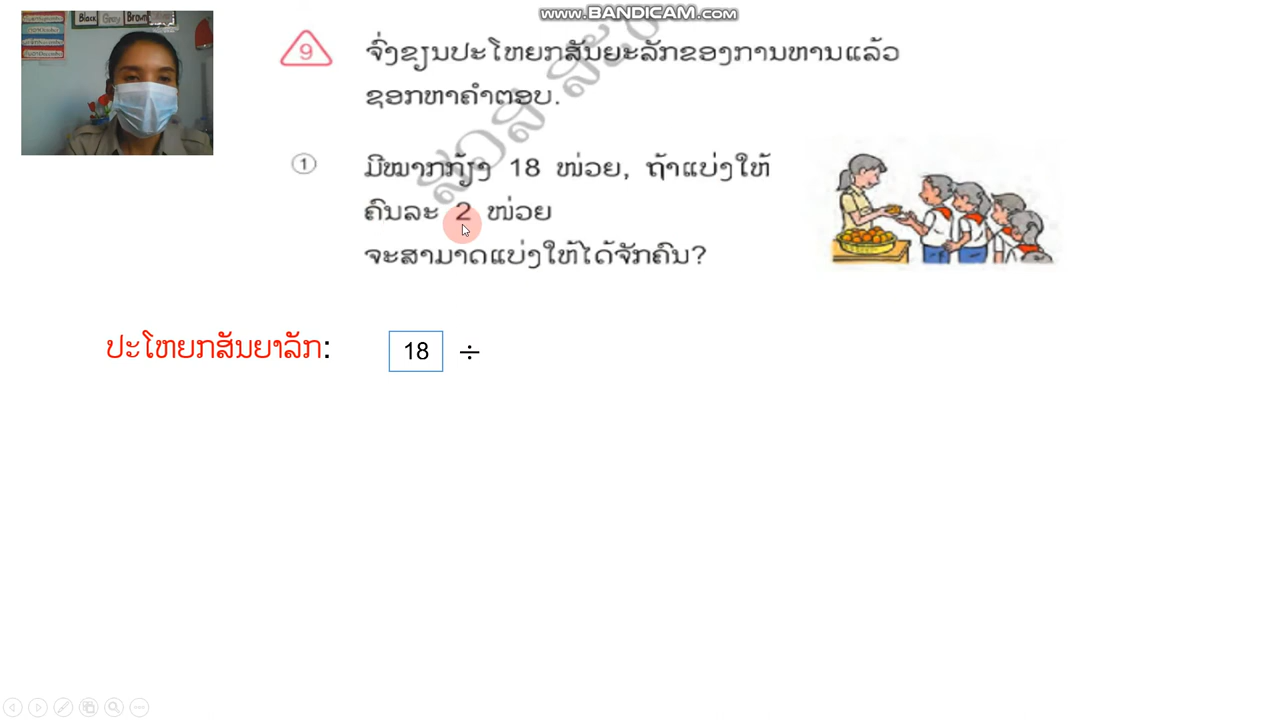 www.BANDICAM.com
Black Gray Brown
9 ຈົ່ງຂຽນປະໂຫຍກສັນຍະລັກຂອງການຫານແລ້ວ
ຊອກຫາຄຳຕອບ.
1 ມີໝາກກ້ຽງ 18 ໜ່ວຍ, ຖ້າແບ່ງໃຫ້
ຄົນລະ 2 ໜ່ວຍ
ຈະສາມາດແບ່ງໃຫ້ໄດ້ຈັກຄົນ?
ປະໂຫຍກສັນຍາລັກ: 18 ÷